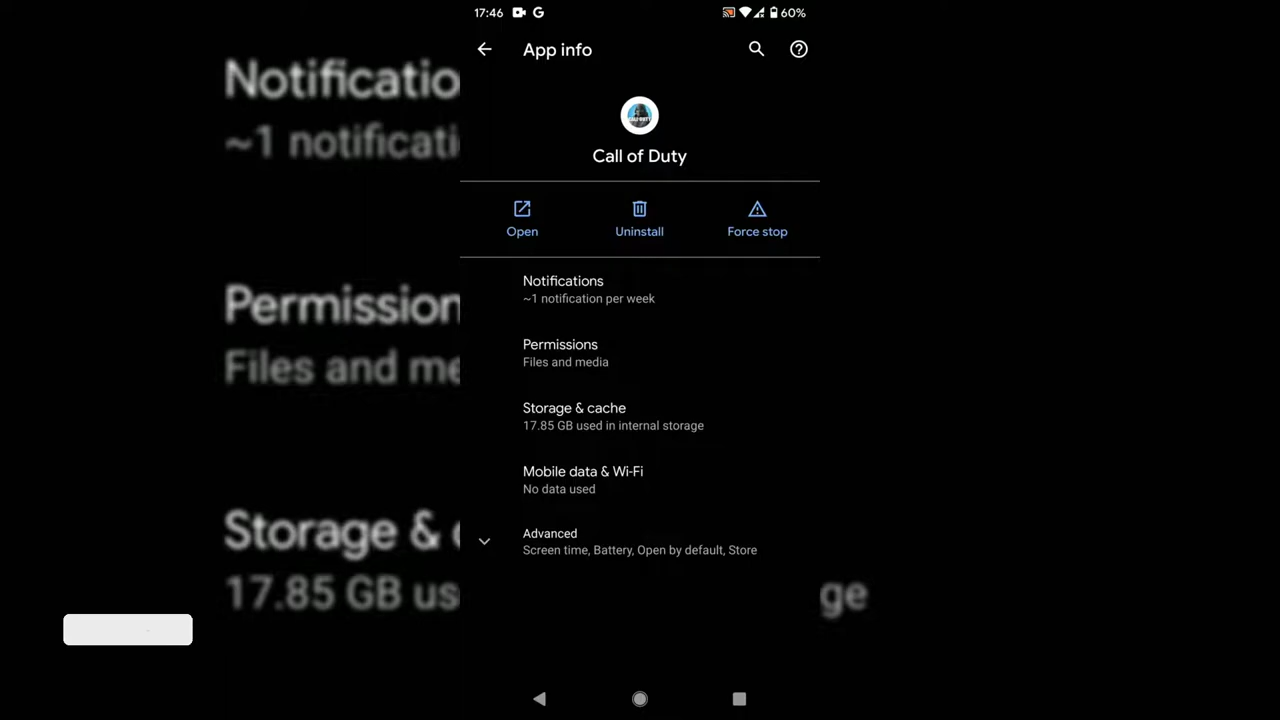 17:46 G 60%
App info
CALL OF DUTY
Call of Duty
Open Uninstall Force stop
Notifications
~1 notification per week
Permissions
Files and media
Storage & cache
17.85 GB used in internal storage
Mobile data & Wi-Fi
No data used
Advanced
Screen time, Battery, Open by default, Store
Notificatio
~1 notificati
Permission
Files and me
Storage & c
17.85 GB us
ge